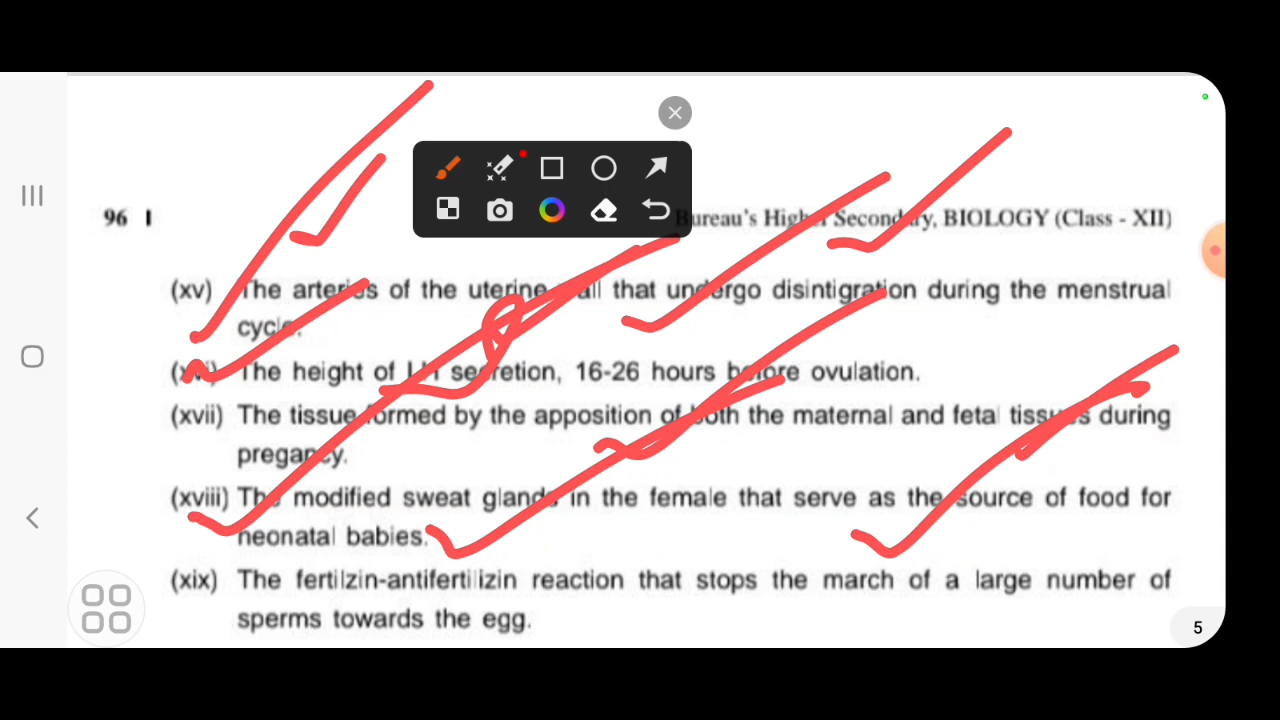 96 I
Bureau's Higher Secondary, BIOLOGY (Class - XII)
(xv) The arteries of the uterine wall that undergo disintigration during the menstrual
cycle.
(xvi) The height of LH secretion, 16-26 hours before ovulation.
(xvii) The tissue formed by the apposition of both the maternal and fetal tissues during
pregancy.
(xviii) The modified sweat glands in the female that serve as the source of food for
neonatal babies.
(xix) The fertilzin-antifertilizin reaction that stops the march of a large number of
sperms towards the egg.
5